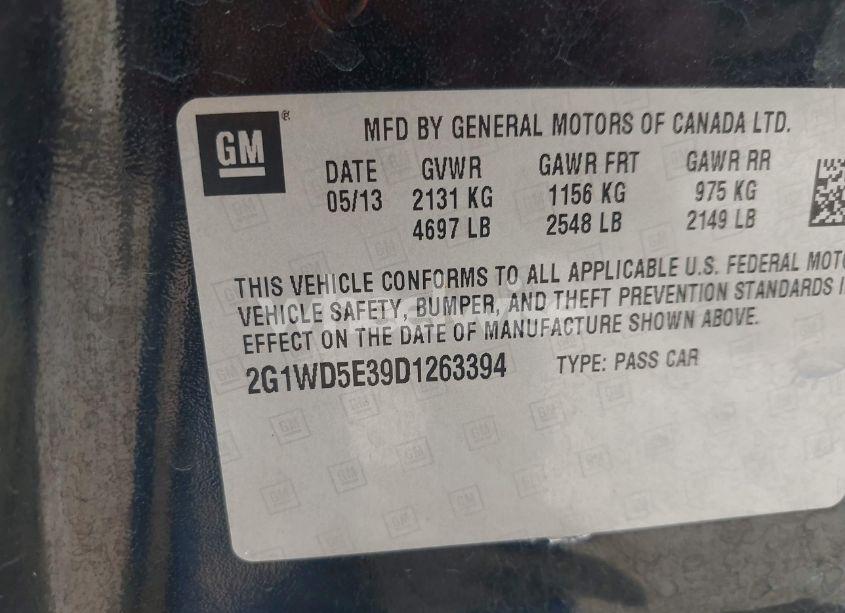 GM®
MFD BY GENERAL MOTORS OF CANADA LTD.
DATE GVWR GAWR FRT GAWR RR
05/13 2131 KG 1156 KG 975 KG
4697 LB 2548 LB 2149 LB
THIS VEHICLE CONFORMS TO ALL APPLICABLE U.S. FEDERAL MOTO
VEHICLE SAFETY, BUMPER, AND THEFT PREVENTION STANDARDS I
EFFECT ON THE DATE OF MANUFACTURE SHOWN ABOVE.
2G1WD5E39D1263394 TYPE: PASS CAR